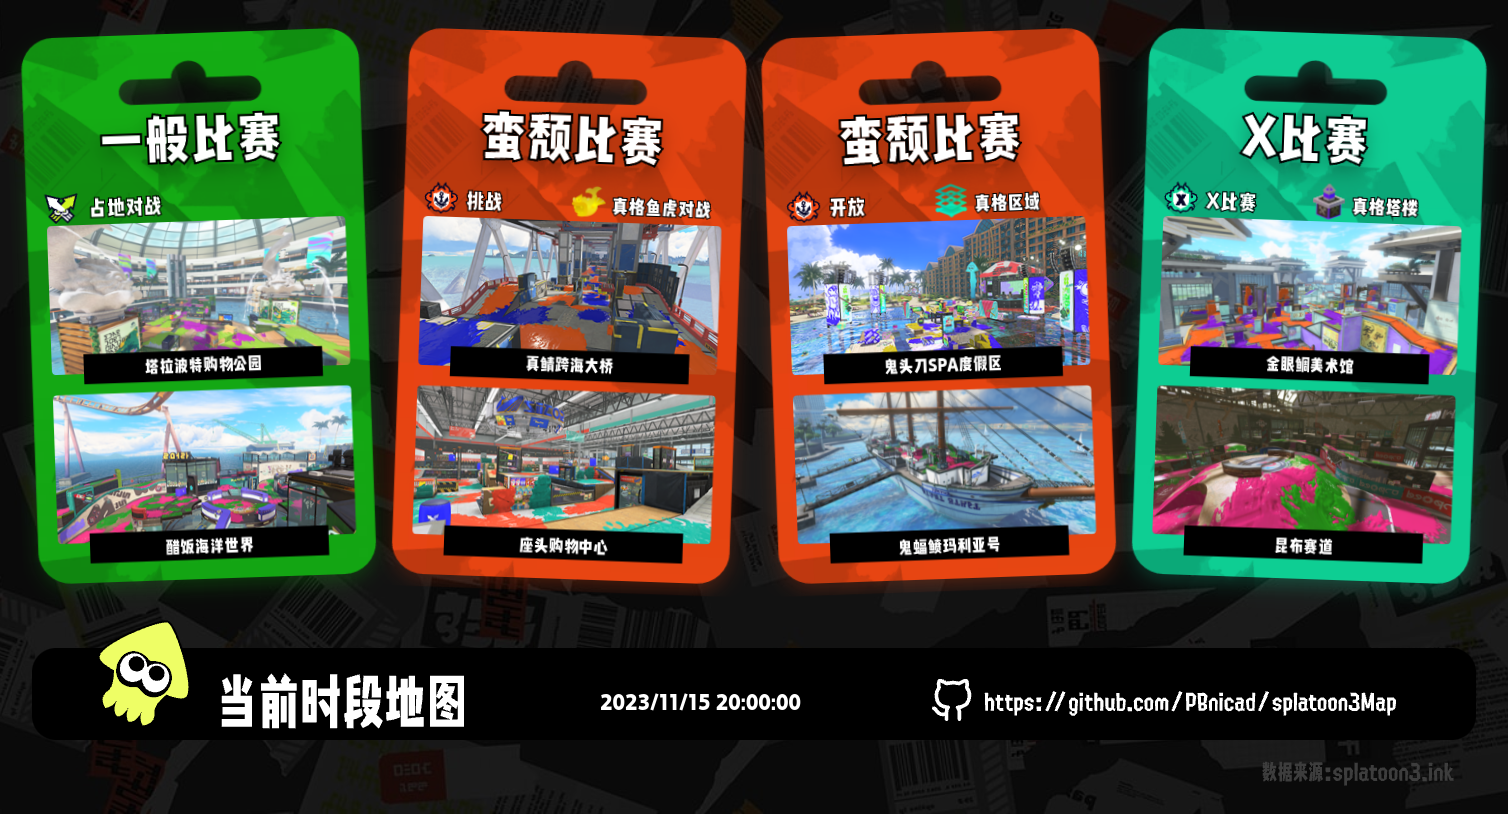 一般比赛
占地对战
塔拉波特购物公园
醋饭海洋世界
蛮颓比赛
挑战
真格鱼虎对战
真鲭跨海大桥
座头购物中心
蛮颓比赛
开放
真格区域
鬼头刀SPA度假区
鬼蝠鲼玛利亚号
X比赛
X比赛
真格塔楼
金眼鲷美术馆
昆布赛道
当前时段地图
2023/11/15 20:00:00
https://github.com/PBnicad/splatoon3Map
数据来源:splatoon3.ink